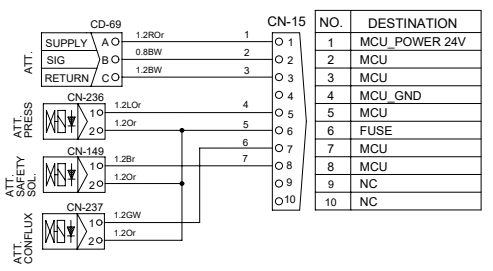 CD-69
ATT.
SUPPLY A
SIG B
RETURN C
1.2ROr 1
0.8BW 2
1.2BW 3
CN-236
ATT.
PRESS
1 1.2LOr 4
2 1.2Or 5
CN-149
ATT.
SAFETY
SOL.
1 1.2Br 7
2 1.2Or
CN-237
ATT.
CONFLUX
1 1.2GW 6
2 1.2Or
CN-15
1
2
3
4
5
6
7
8
9
10
NO. DESTINATION
1 MCU_POWER 24V
2 MCU
3 MCU
4 MCU_GND
5 MCU
6 FUSE
7 MCU
8 MCU
9 NC
10 NC